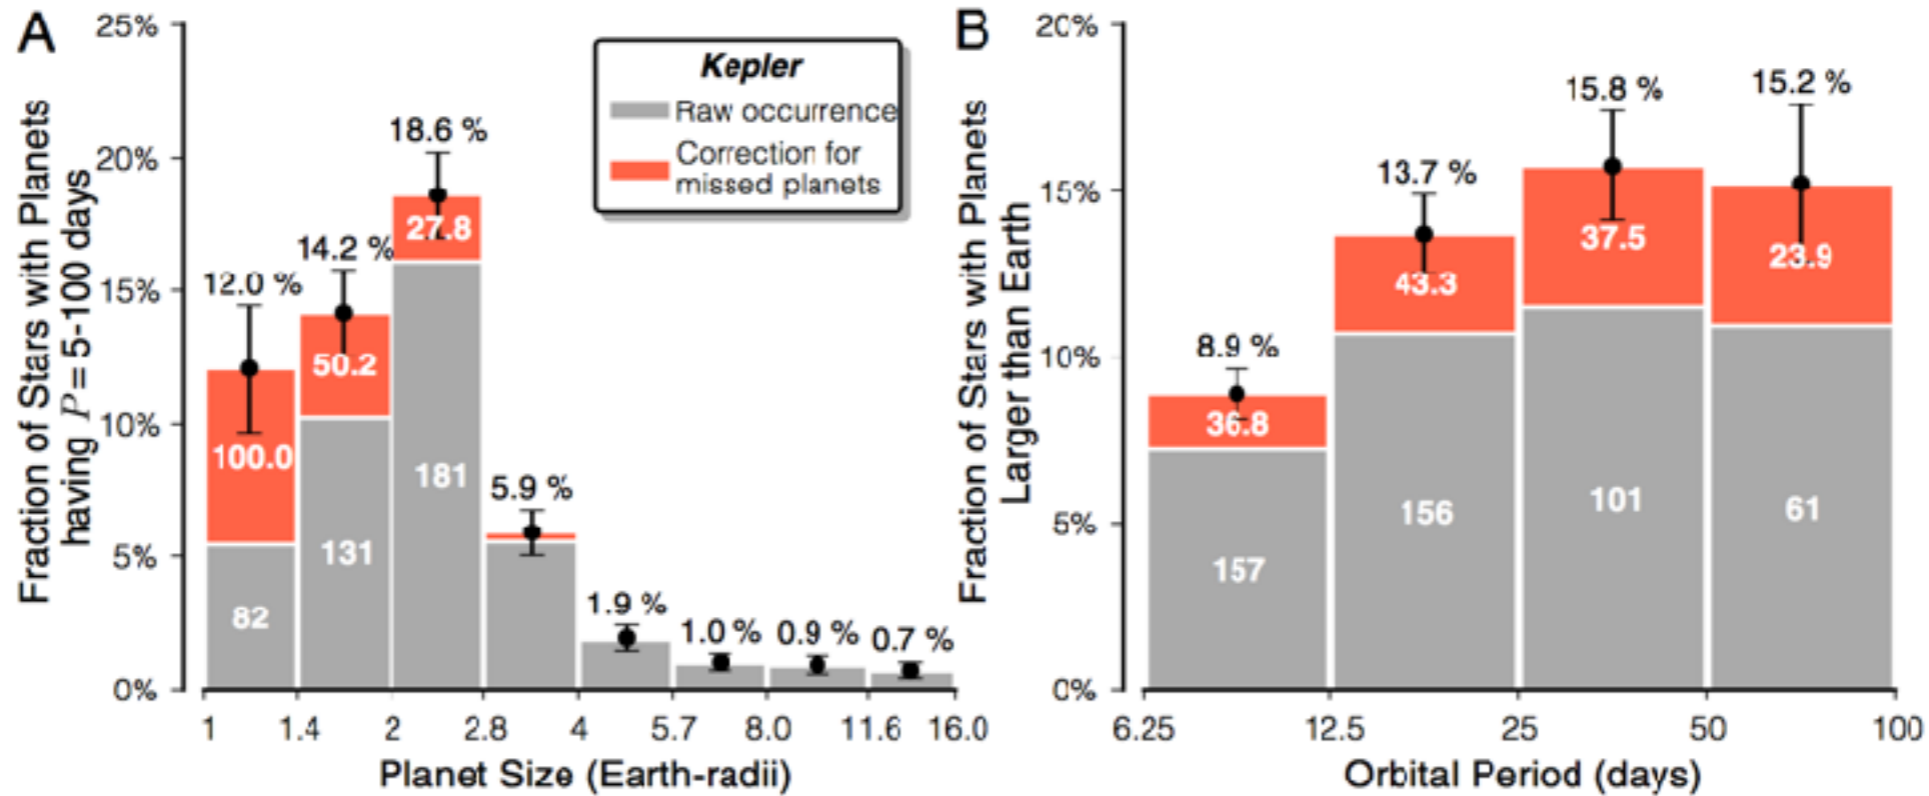 A
25%
20%
15%
10%
5%
0%
Fraction of Stars with Planets
having P = 5-100 days
Kepler
Raw occurrence
Correction for
missed planets
12.0 %
14.2 %
18.6 %
5.9 %
1.9 %
1.0 %
0.9 %
0.7 %
100.0
50.2
27.8
82
131
181
1 1.4 2 2.8 4 5.7 8.0 11.6 16.0
Planet Size (Earth-radii)
B
20%
15%
10%
5%
0%
Fraction of Stars with Planets
Larger than Earth
8.9 %
13.7 %
15.8 %
15.2 %
36.8
43.3
37.5
23.9
157
156
101
61
6.25 12.5 25 50 100
Orbital Period (days)